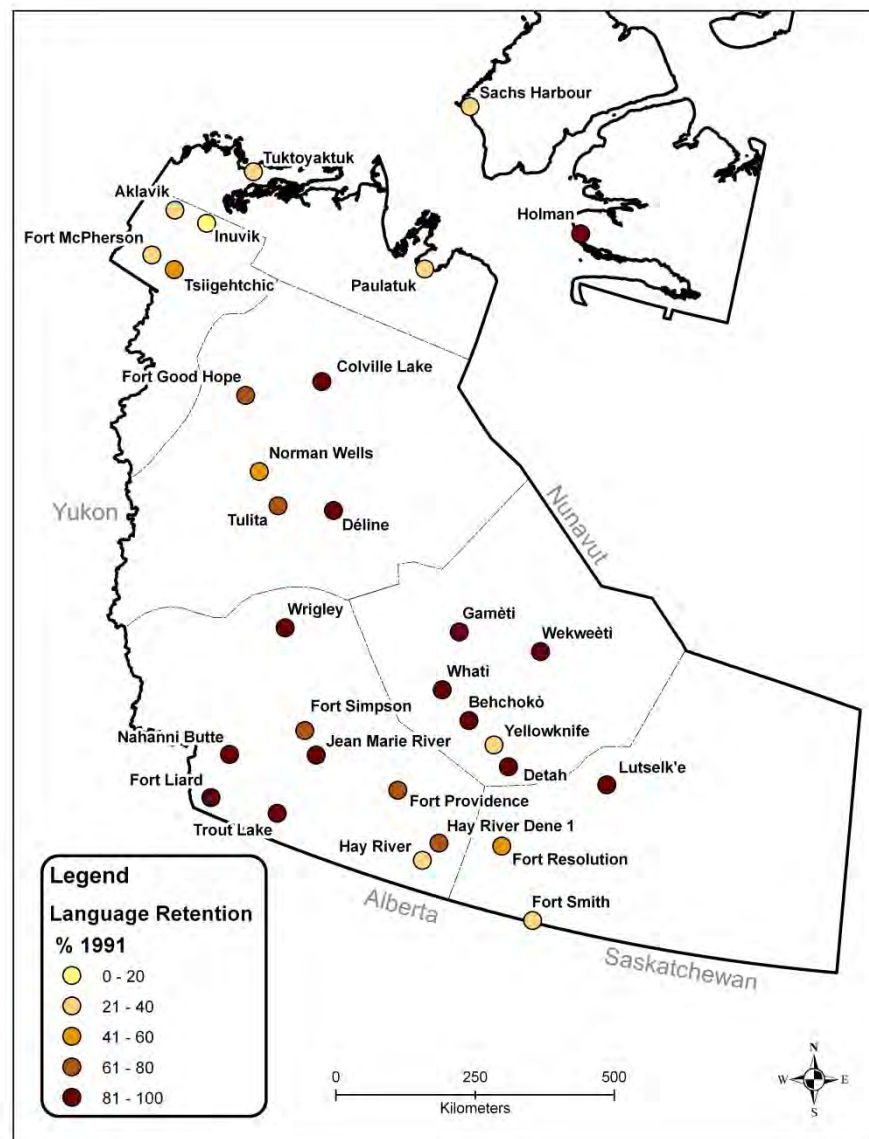 Sachs Harbour
Tuktoyaktuk
Aklavik
Holman
Inuvik
Fort McPherson
Tsiigehtchic
Paulatuk
Colville Lake
Fort Good Hope
Norman Wells
Yukon
Tulita
Déline
Nunavut
Wrigley
Gamèti
Wekweèti
Whatì
Behchokò
Fort Simpson
Yellowknife
Nahanni Butte
Jean Marie River
Detah
Lutselk'e
Fort Liard
Fort Providence
Trout Lake
Hay River Dene 1
Hay River
Fort Resolution
Fort Smith
Alberta
Saskatchewan
Legend
Language Retention
% 1991
0 - 20
21 - 40
41 - 60
61 - 80
81 - 100
0 250 500
Kilometers
N
W E
S